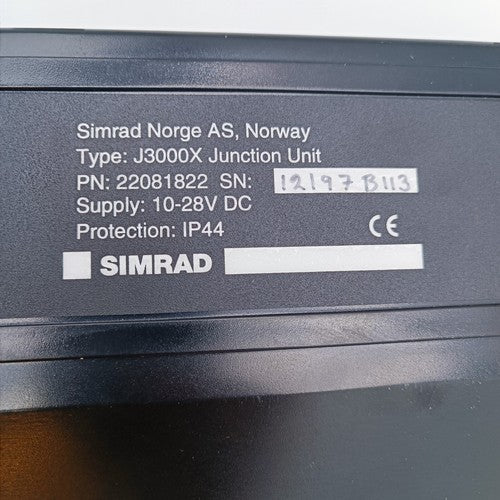 Simrad Norge AS, Norway
Type: J3000X Junction Unit
PN: 22081822 SN: 12197 B113
Supply: 10-28V DC
Protection: IP44 CE
SIMRAD